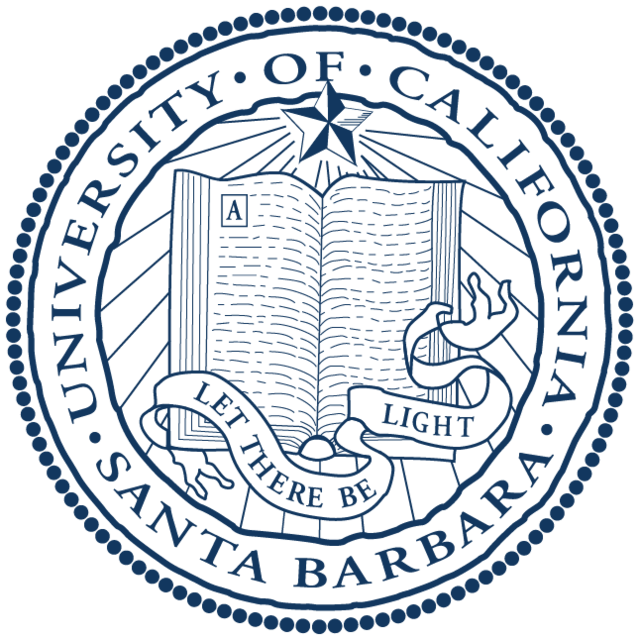 UNIVERSITY • OF • CALIFORNIA
• SANTA BARBARA •
A
LET THERE BE
LIGHT